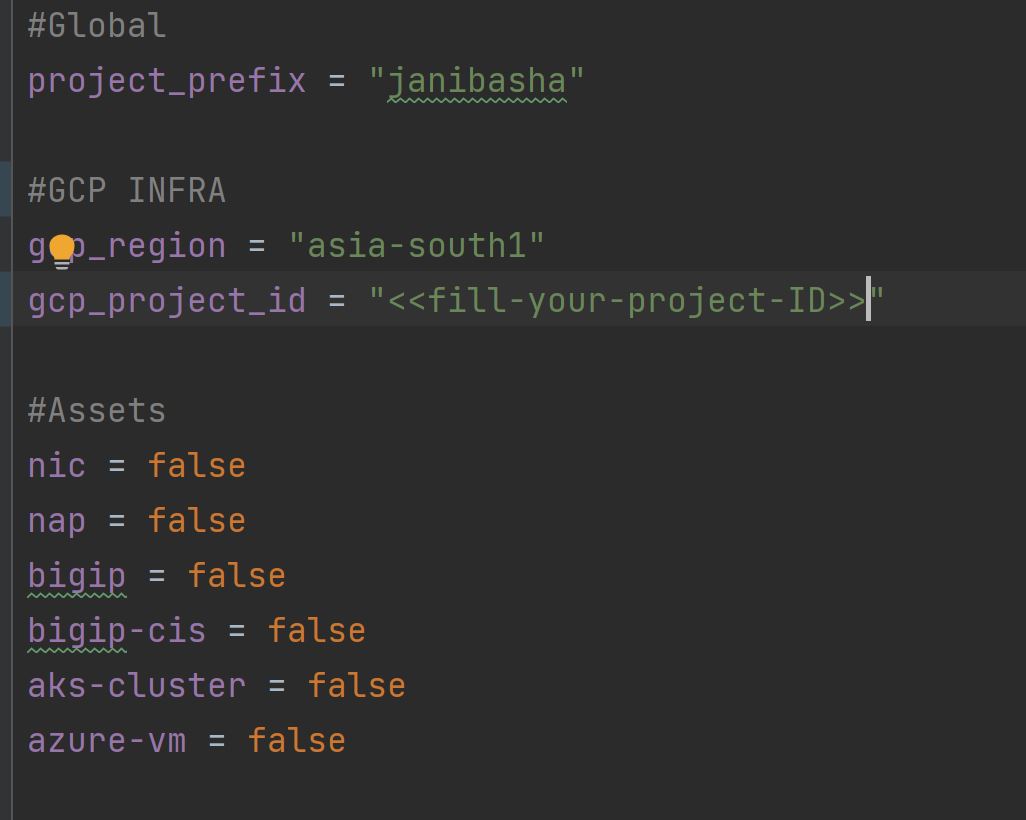 #Global
project_prefix = "janibasha"
#GCP INFRA
gcp_region = "asia-south1"
gcp_project_id = "<<fill-your-project-ID>>"
#Assets
nic = false
nap = false
bigip = false
bigip-cis = false
aks-cluster = false
azure-vm = false